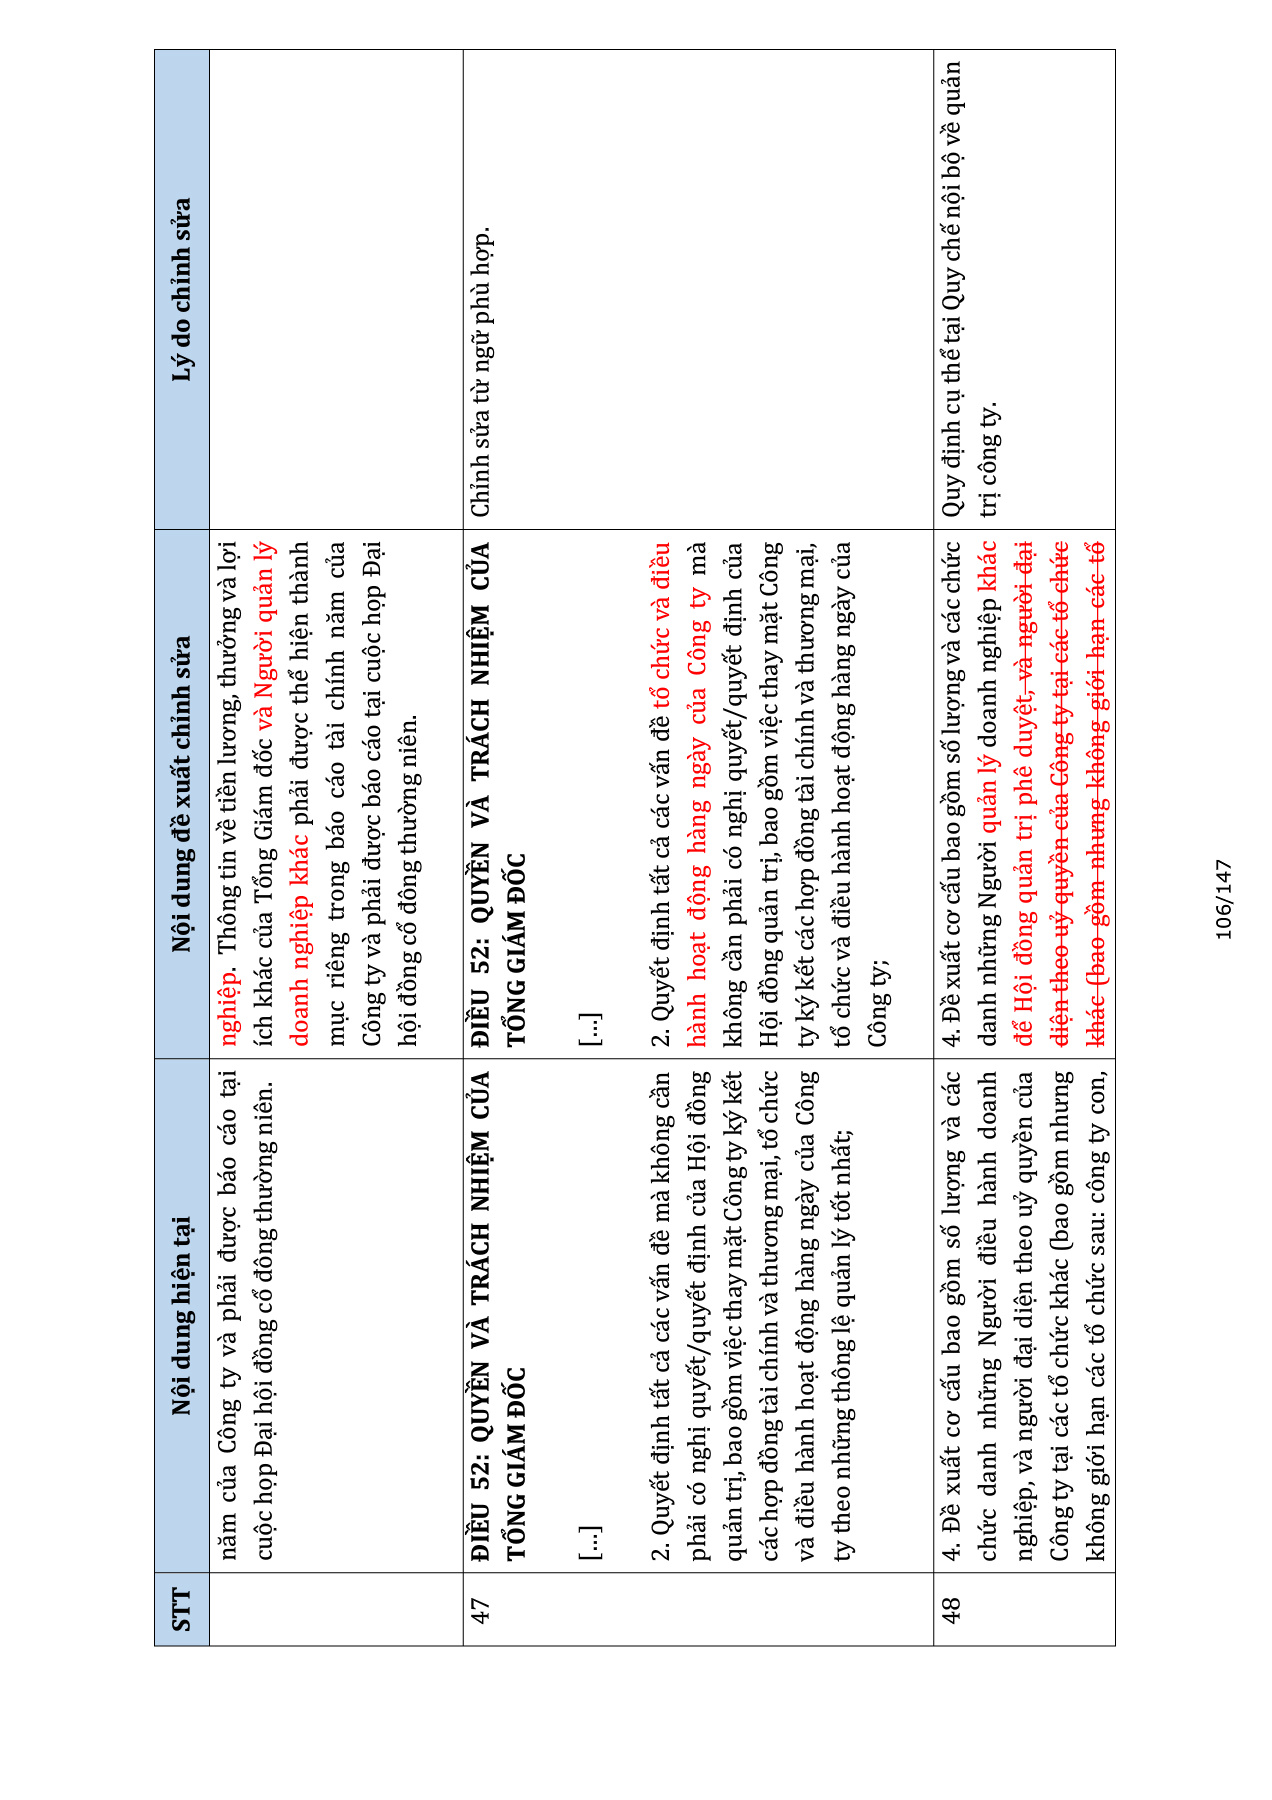 STT
Nội dung hiện tại
Nội dung đề xuất chỉnh sửa
Lý do chỉnh sửa
năm của Công ty và phải được báo cáo tại
cuộc họp Đại hội đồng cổ đông thường niên.
nghiệp. Thông tin về tiền lương, thưởng và lợi
ích khác của Tổng Giám đốc và Người quản lý
doanh nghiệp khác phải được thể hiện thành
mục riêng trong báo cáo tài chính năm của
Công ty và phải được báo cáo tại cuộc họp Đại
hội đồng cổ đông thường niên.
47
ĐIỀU 52: QUYỀN VÀ TRÁCH NHIỆM CỦA
TỔNG GIÁM ĐỐC
[...]
2. Quyết định tất cả các vấn đề mà không cần
phải có nghị quyết/quyết định của Hội đồng
quản trị, bao gồm việc thay mặt Công ty ký kết
các hợp đồng tài chính và thương mại, tổ chức
và điều hành hoạt động hàng ngày của Công
ty theo những thông lệ quản lý tốt nhất;
ĐIỀU 52: QUYỀN VÀ TRÁCH NHIỆM CỦA
TỔNG GIÁM ĐỐC
[...]
2. Quyết định tất cả các vấn đề tổ chức và điều
hành hoạt động hàng ngày của Công ty mà
không cần phải có nghị quyết/quyết định của
Hội đồng quản trị, bao gồm việc thay mặt Công
ty ký kết các hợp đồng tài chính và thương mại,
tổ chức và điều hành hoạt động hàng ngày của
Công ty;
Chỉnh sửa từ ngữ phù hợp.
48
4. Đề xuất cơ cấu bao gồm số lượng và các
chức danh những Người điều hành doanh
nghiệp, và người đại diện theo uỷ quyền của
Công ty tại các tổ chức khác (bao gồm nhưng
không giới hạn các tổ chức sau: công ty con,
4. Đề xuất cơ cấu bao gồm số lượng và các chức
danh những Người quản lý doanh nghiệp khác
để Hội đồng quản trị phê duyệt, và người đại
diện theo uỷ quyền của Công ty tại các tổ chức
khác (bao gồm nhưng không giới hạn các tổ
Quy định cụ thể tại Quy chế nội bộ về quản
trị công ty.
106/147